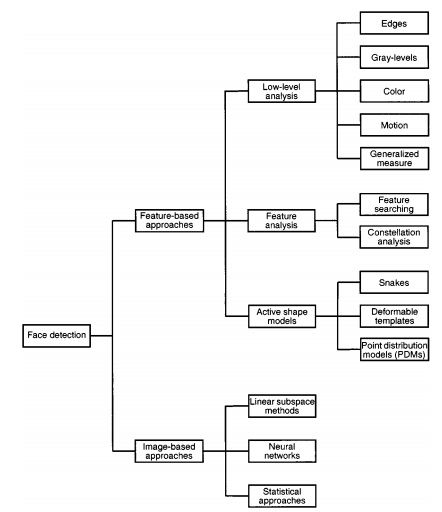 Edges
Gray-levels
Low-level
analysis
Color
Motion
Generalized
measure
Feature-based
approaches
Feature
analysis
Feature
searching
Constellation
analysis
Active shape
models
Snakes
Deformable
templates
Point distribution
models (PDMs)
Face detection
Image-based
approaches
Linear subspace
methods
Neural
networks
Statistical
approaches